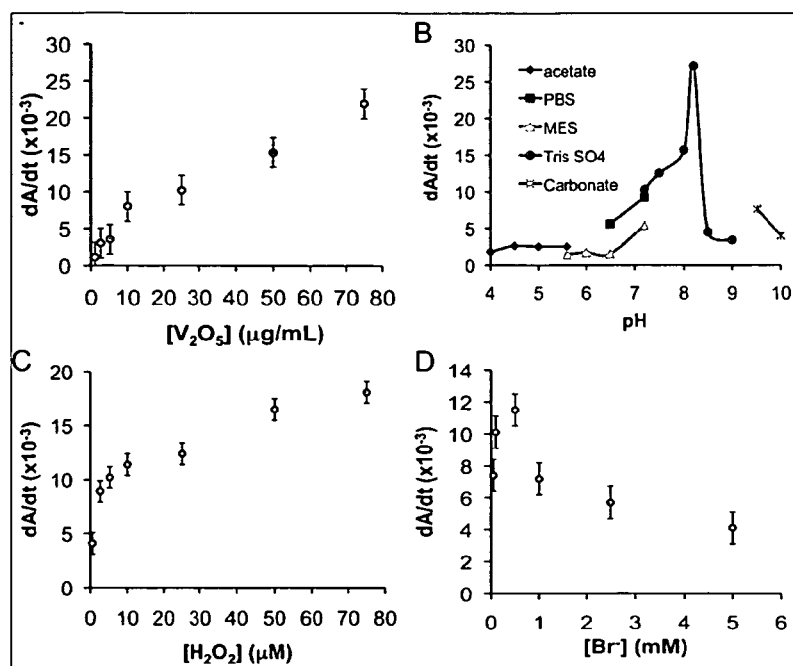 B
dA/dt (x10⁻³)
30
25
20
15
10
5
0
0 10 20 30 40 50 60 70 80
[V₂O₅] (µg/mL)
dA/dt (x10⁻³)
30
25
20
15
10
5
0
acetate
PBS
MES
Tris SO4
Carbonate
4 5 6 7 8 9 10
pH
C
D
dA/dt (x10⁻³)
20
15
10
5
0
0 10 20 30 40 50 60 70 80
[H₂O₂] (µM)
dA/dt (x10⁻³)
14
12
10
8
6
4
2
0
0 1 2 3 4 5 6
[Br⁻] (mM)